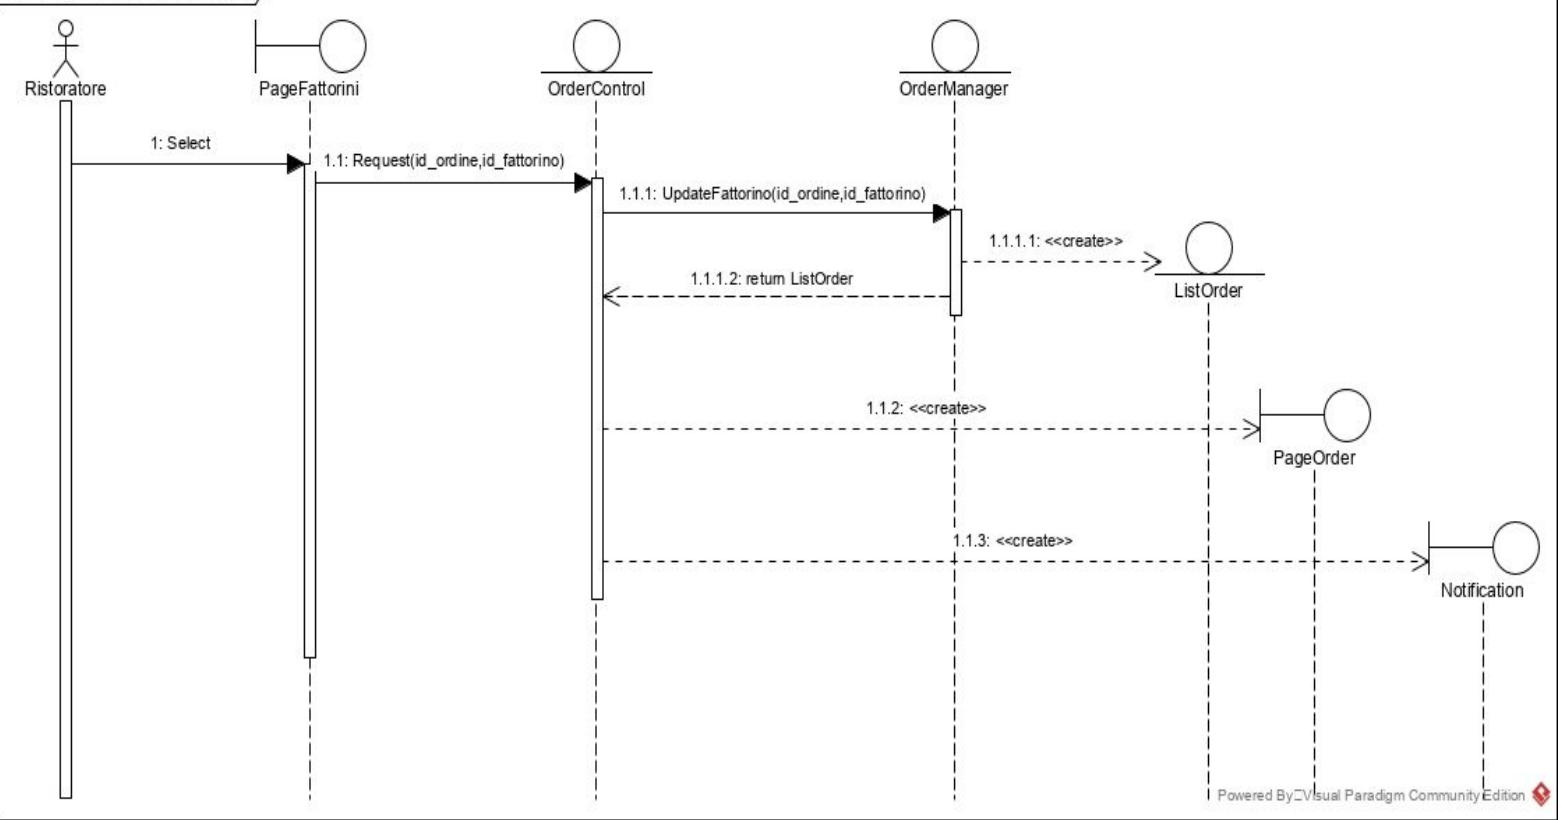 Ristoratore
PageFattorini
OrderControl
OrderManager
1: Select
1.1: Request(id_ordine,id_fattorino)
1.1.1: UpdateFattorino(id_ordine,id_fattorino)
1.1.1.1: <<create>>
1.1.1.2: return ListOrder
ListOrder
1.1.2: <<create>>
PageOrder
1.1.3: <<create>>
Notification
Powered By Visual Paradigm Community Edition